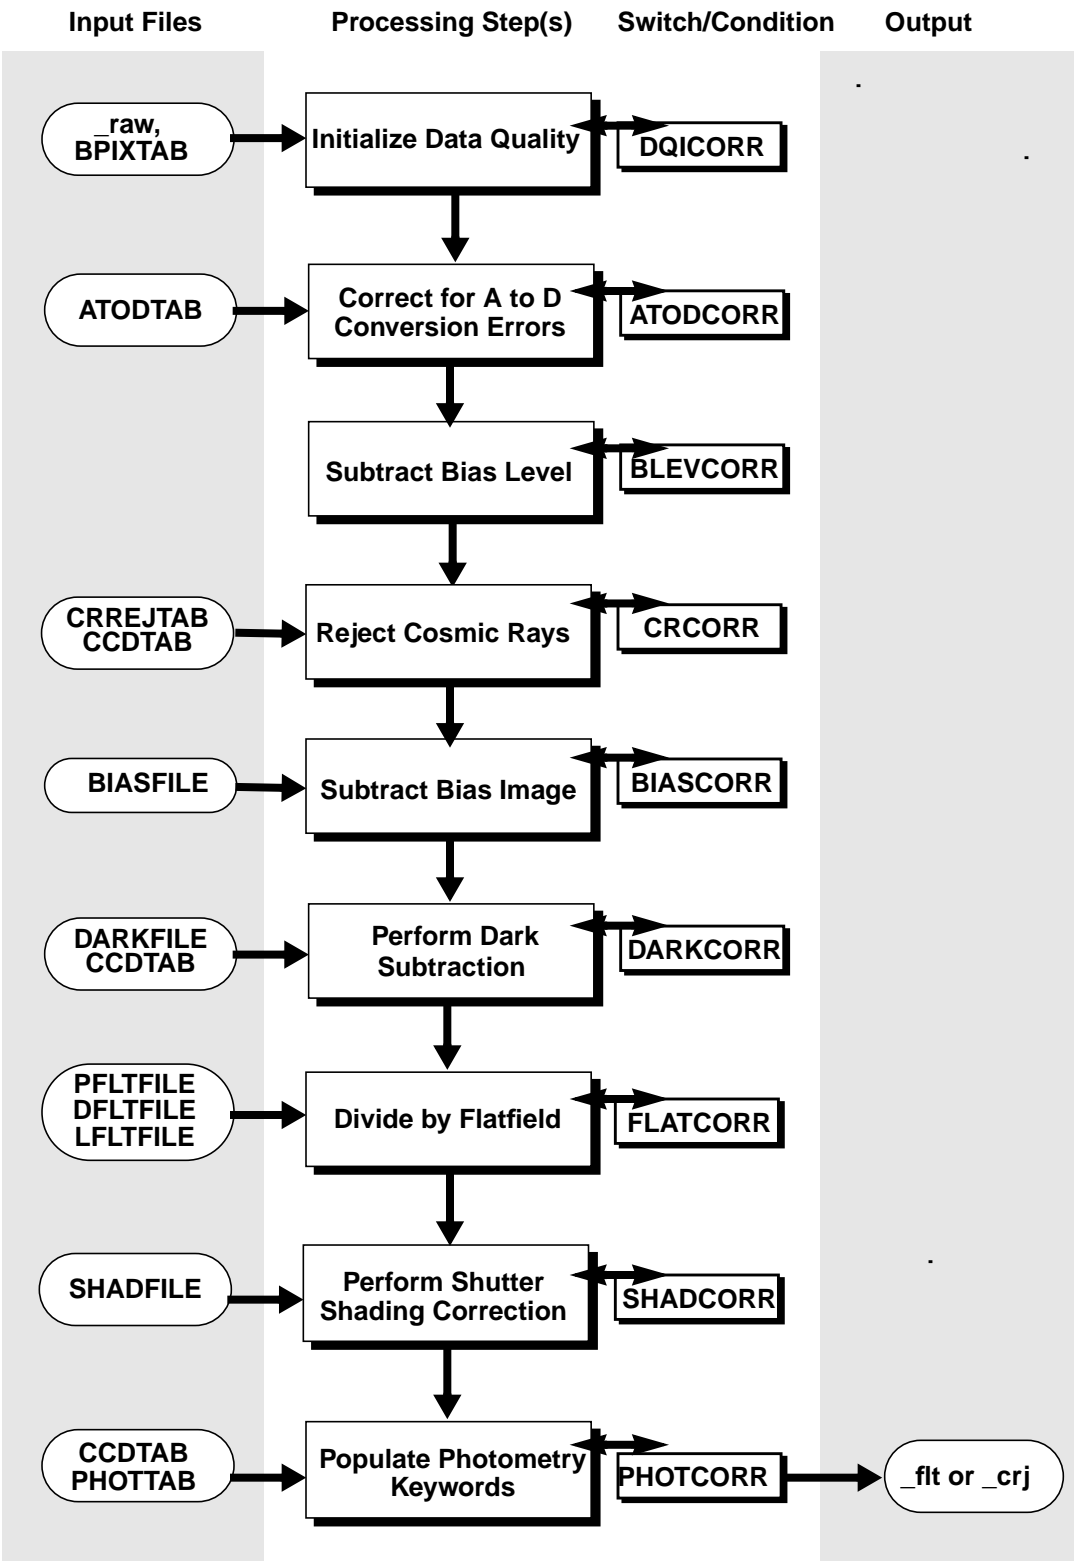 Input Files
Processing Step(s)
Switch/Condition
Output
_raw,
BPIXTAB
Initialize Data Quality
DQICORR
ATODTAB
Correct for A to D
Conversion Errors
ATODCORR
Subtract Bias Level
BLEVCORR
CRREJTAB
CCDTAB
Reject Cosmic Rays
CRCORR
BIASFILE
Subtract Bias Image
BIASCORR
DARKFILE
CCDTAB
Perform Dark
Subtraction
DARKCORR
PFLTFILE
DFLTFILE
LFLTFILE
Divide by Flatfield
FLATCORR
SHADFILE
Perform Shutter
Shading Correction
SHADCORR
CCDTAB
PHOTTAB
Populate Photometry
Keywords
PHOTCORR
_flt or _crj